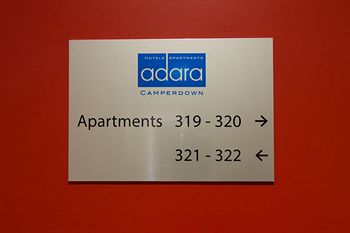 HOTELS APARTMENTS
adara
CAMPERDOWN
Apartments 319 - 320 →
321 - 322 ←